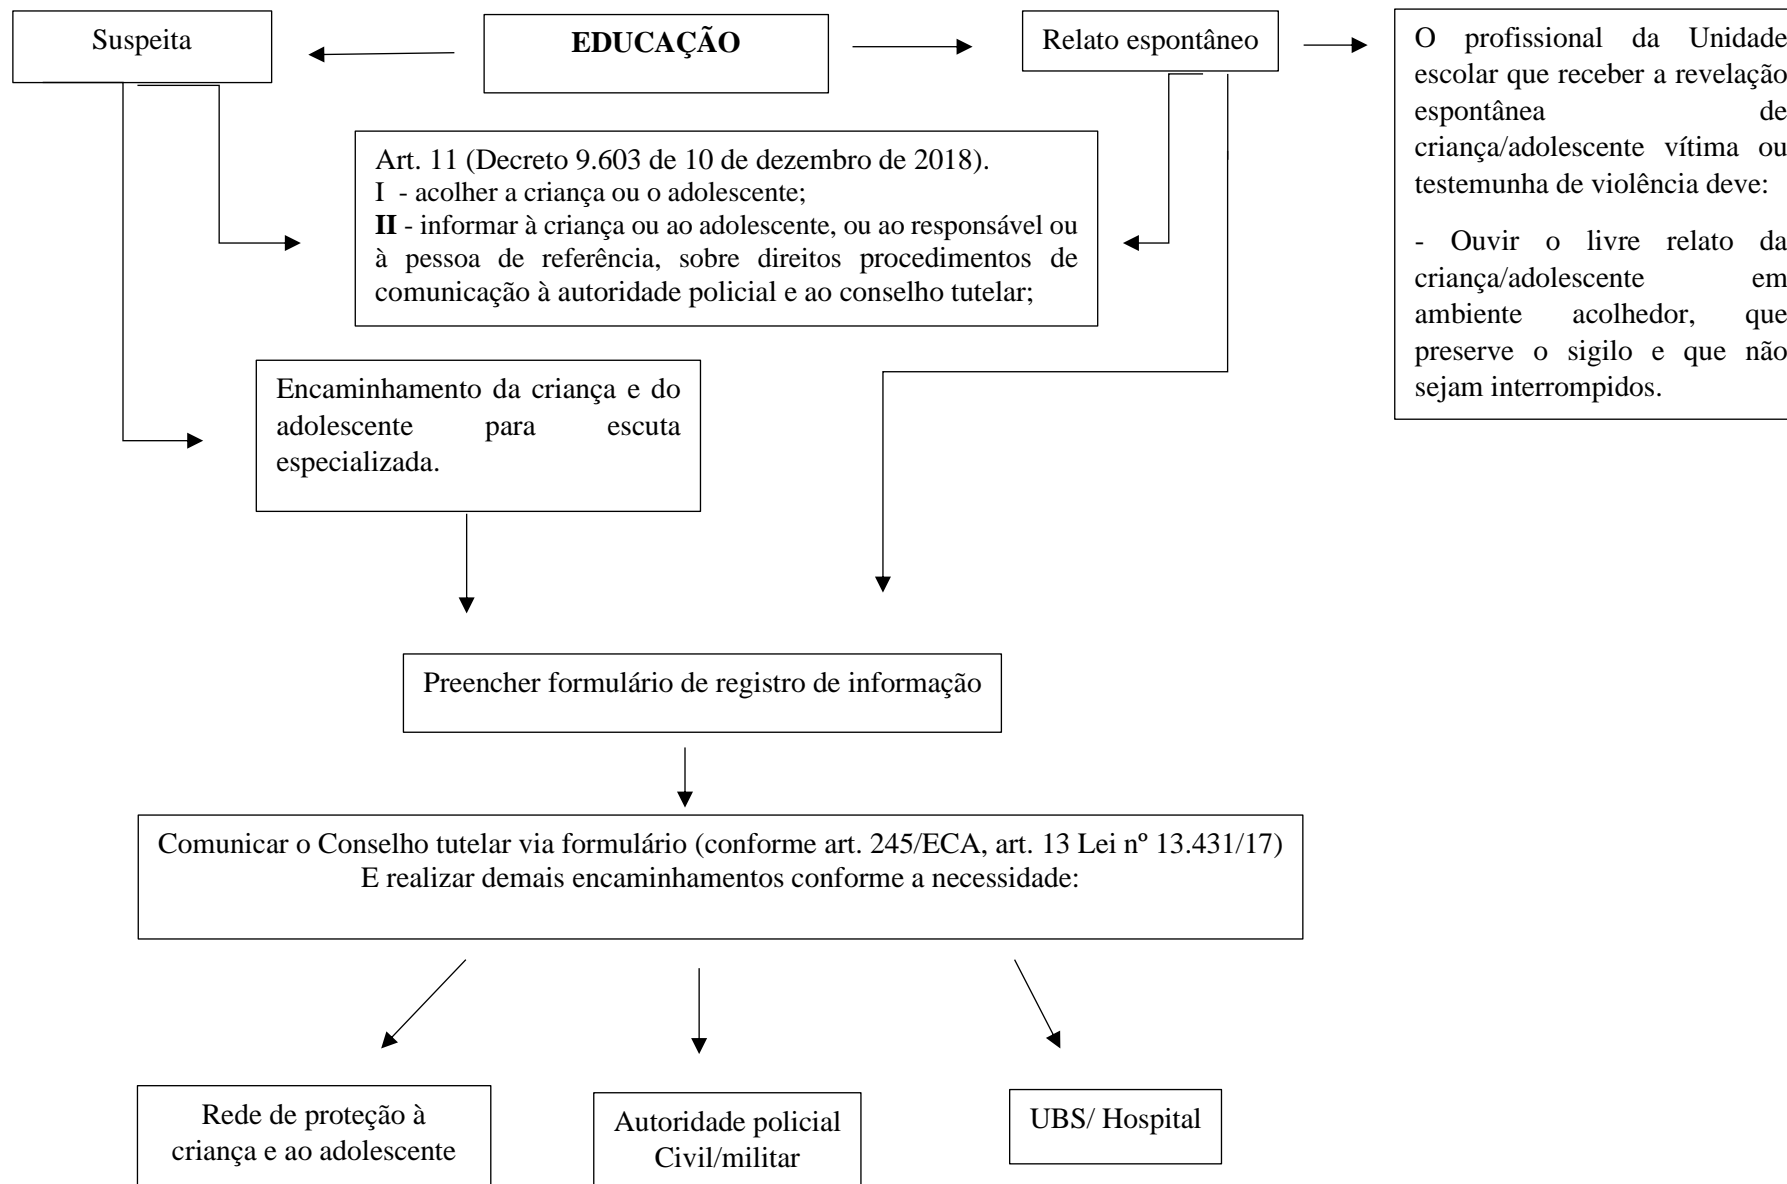 Suspeita
EDUCAÇÃO
Relato espontâneo
O profissional da Unidade
escolar que receber a revelação
espontânea de
criança/adolescente vítima ou
testemunha de violência deve:
- Ouvir o livre relato da
criança/adolescente em
ambiente acolhedor, que
preserve o sigilo e que não
sejam interrompidos.
Art. 11 (Decreto 9.603 de 10 de dezembro de 2018).
I - acolher a criança ou o adolescente;
II - informar à criança ou ao adolescente, ou ao responsável ou
à pessoa de referência, sobre direitos procedimentos de
comunicação à autoridade policial e ao conselho tutelar;
Encaminhamento da criança e do
adolescente para escuta
especializada.
Preencher formulário de registro de informação
Comunicar o Conselho tutelar via formulário (conforme art. 245/ECA, art. 13 Lei nº 13.431/17)
E realizar demais encaminhamentos conforme a necessidade:
Rede de proteção à
criança e ao adolescente
Autoridade policial
Civil/militar
UBS/ Hospital